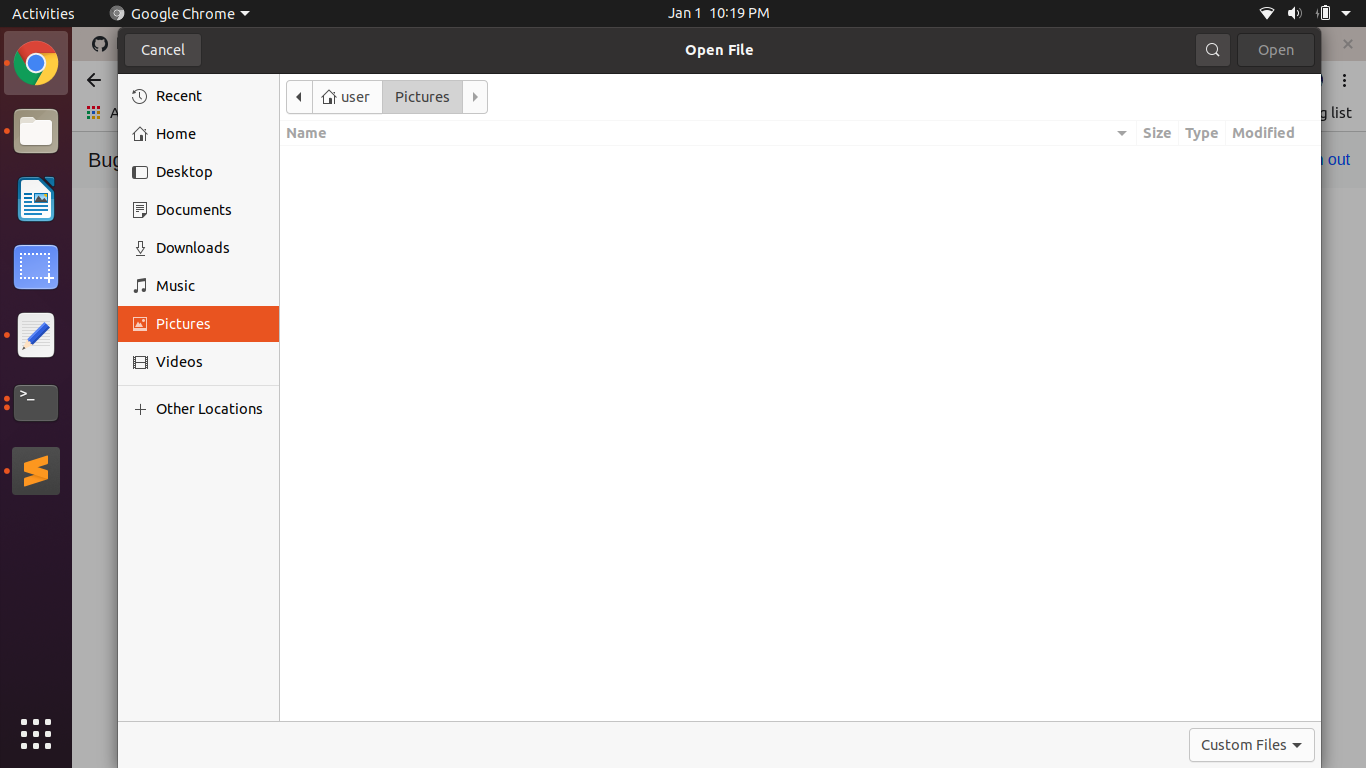 Activities
Google Chrome
Jan 1 10:19 PM
Cancel
Open File
Open
Recent
Home
Desktop
Documents
Downloads
Music
Pictures
Videos
Other Locations
user
Pictures
Name
Size
Type
Modified
Custom Files
list
Bug
out
>_